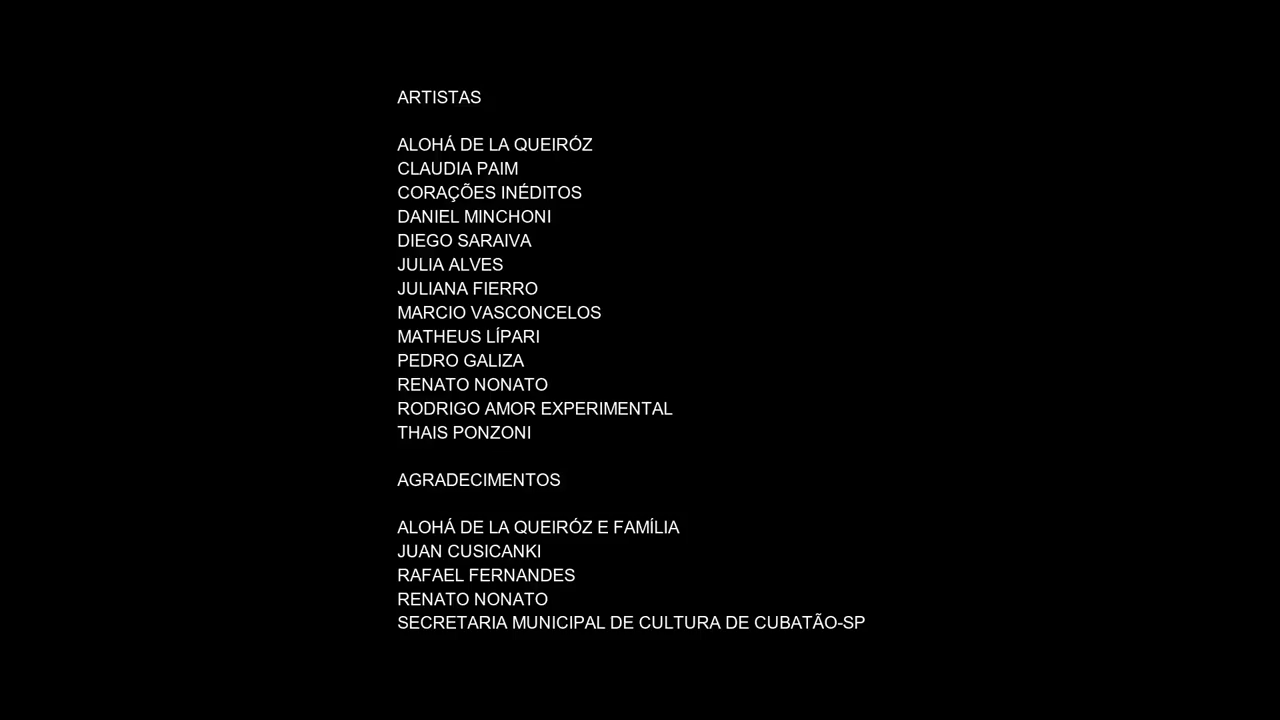 ARTISTAS
ALOHÁ DE LA QUEIRÓZ
CLAUDIA PAIM
CORAÇÕES INÉDITOS
DANIEL MINCHONI
DIEGO SARAIVA
JULIA ALVES
JULIANA FIERRO
MARCIO VASCONCELOS
MATHEUS LÍPARI
PEDRO GALIZA
RENATO NONATO
RODRIGO AMOR EXPERIMENTAL
THAIS PONZONI
AGRADECIMENTOS
ALOHÁ DE LA QUEIRÓZ E FAMÍLIA
JUAN CUSICANKI
RAFAEL FERNANDES
RENATO NONATO
SECRETARIA MUNICIPAL DE CULTURA DE CUBATÃO-SP